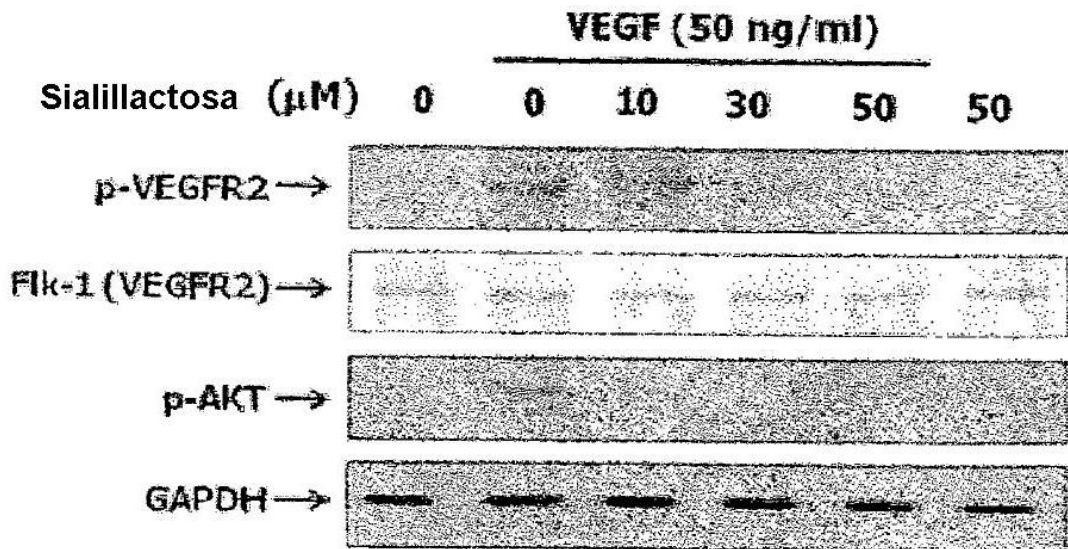 VEGF (50 ng/ml)
Sialillactosa (µM) 0 0 10 30 50 50
p-VEGFR2
Flk-1 (VEGFR2)
p-AKT
GAPDH